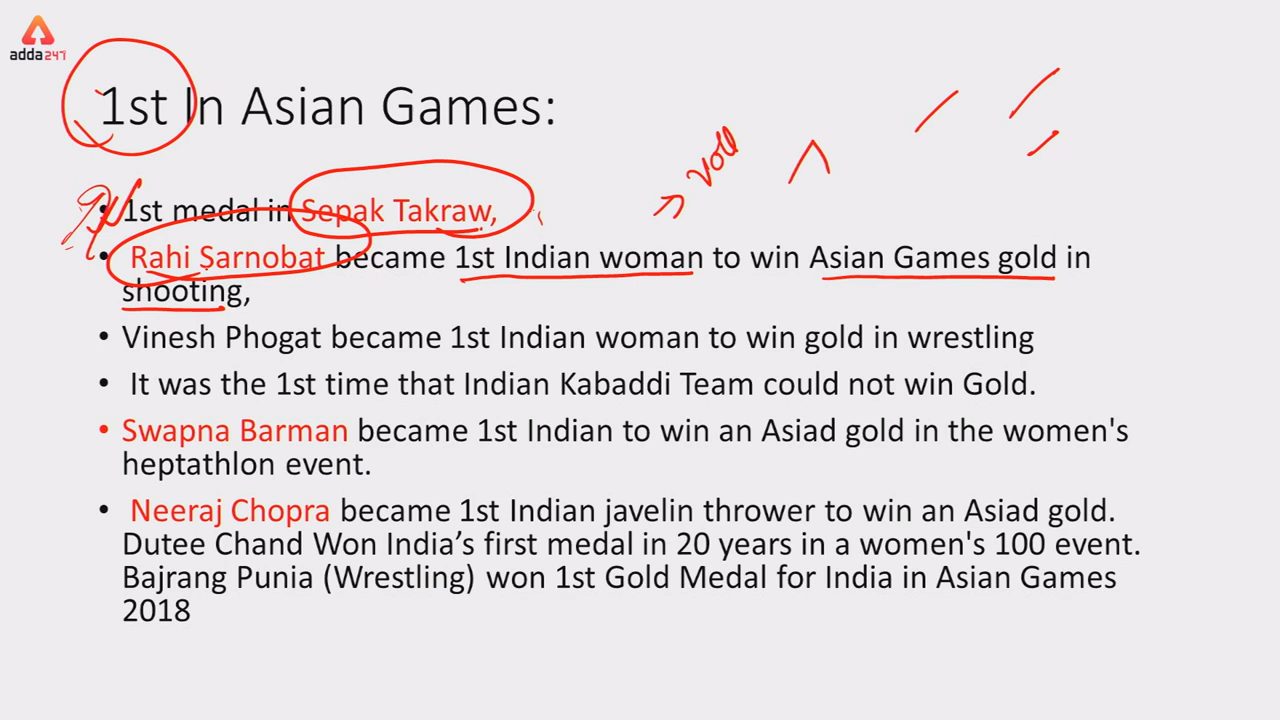 adda247
1st In Asian Games:
voll
• 1st medal in Sepak Takraw,
• Rahi Sarnobat became 1st Indian woman to win Asian Games gold in
shooting,
• Vinesh Phogat became 1st Indian woman to win gold in wrestling
• It was the 1st time that Indian Kabaddi Team could not win Gold.
• Swapna Barman became 1st Indian to win an Asiad gold in the women's
heptathlon event.
• Neeraj Chopra became 1st Indian javelin thrower to win an Asiad gold.
Dutee Chand Won India’s first medal in 20 years in a women's 100 event.
Bajrang Punia (Wrestling) won 1st Gold Medal for India in Asian Games
2018